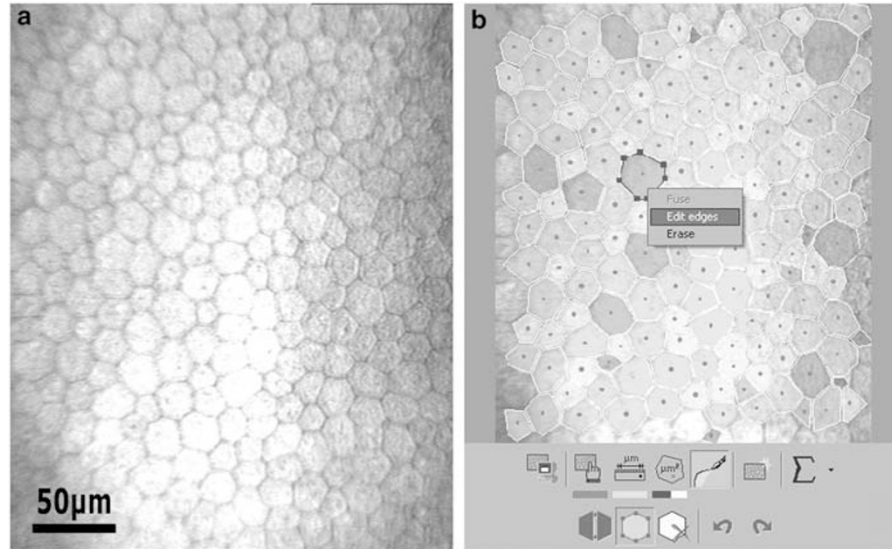 a
50µm
b
Fuse
Edit edges
Erase
µm
µm²
Σ